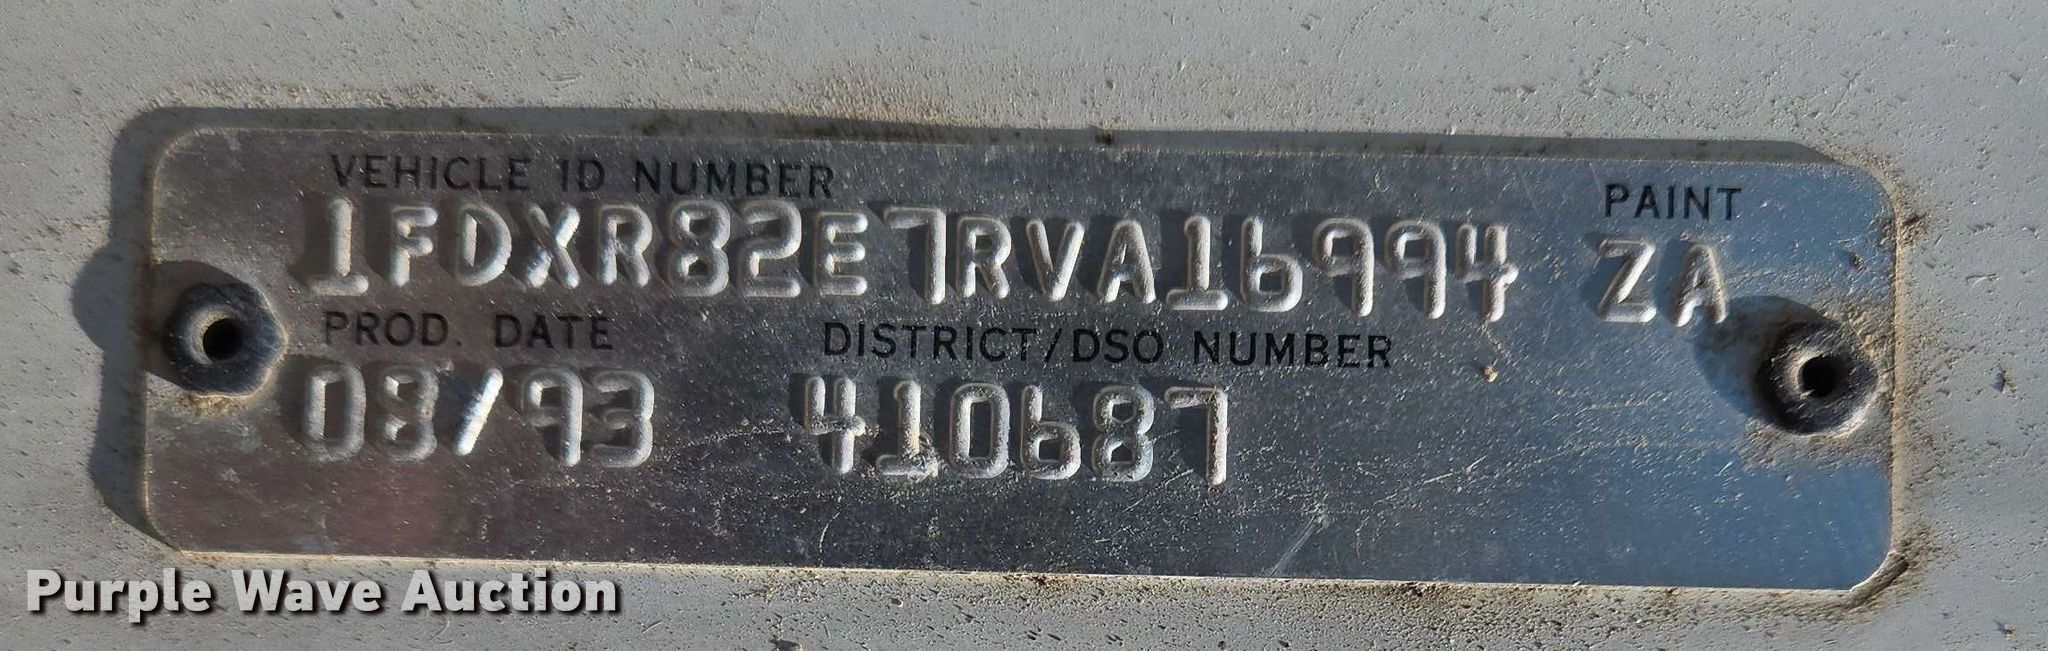 VEHICLE ID NUMBER PAINT
1FDXR82E7RVA16994 ZA
PROD. DATE DISTRICT/DSO NUMBER
08/93 410687
Purple Wave Auction